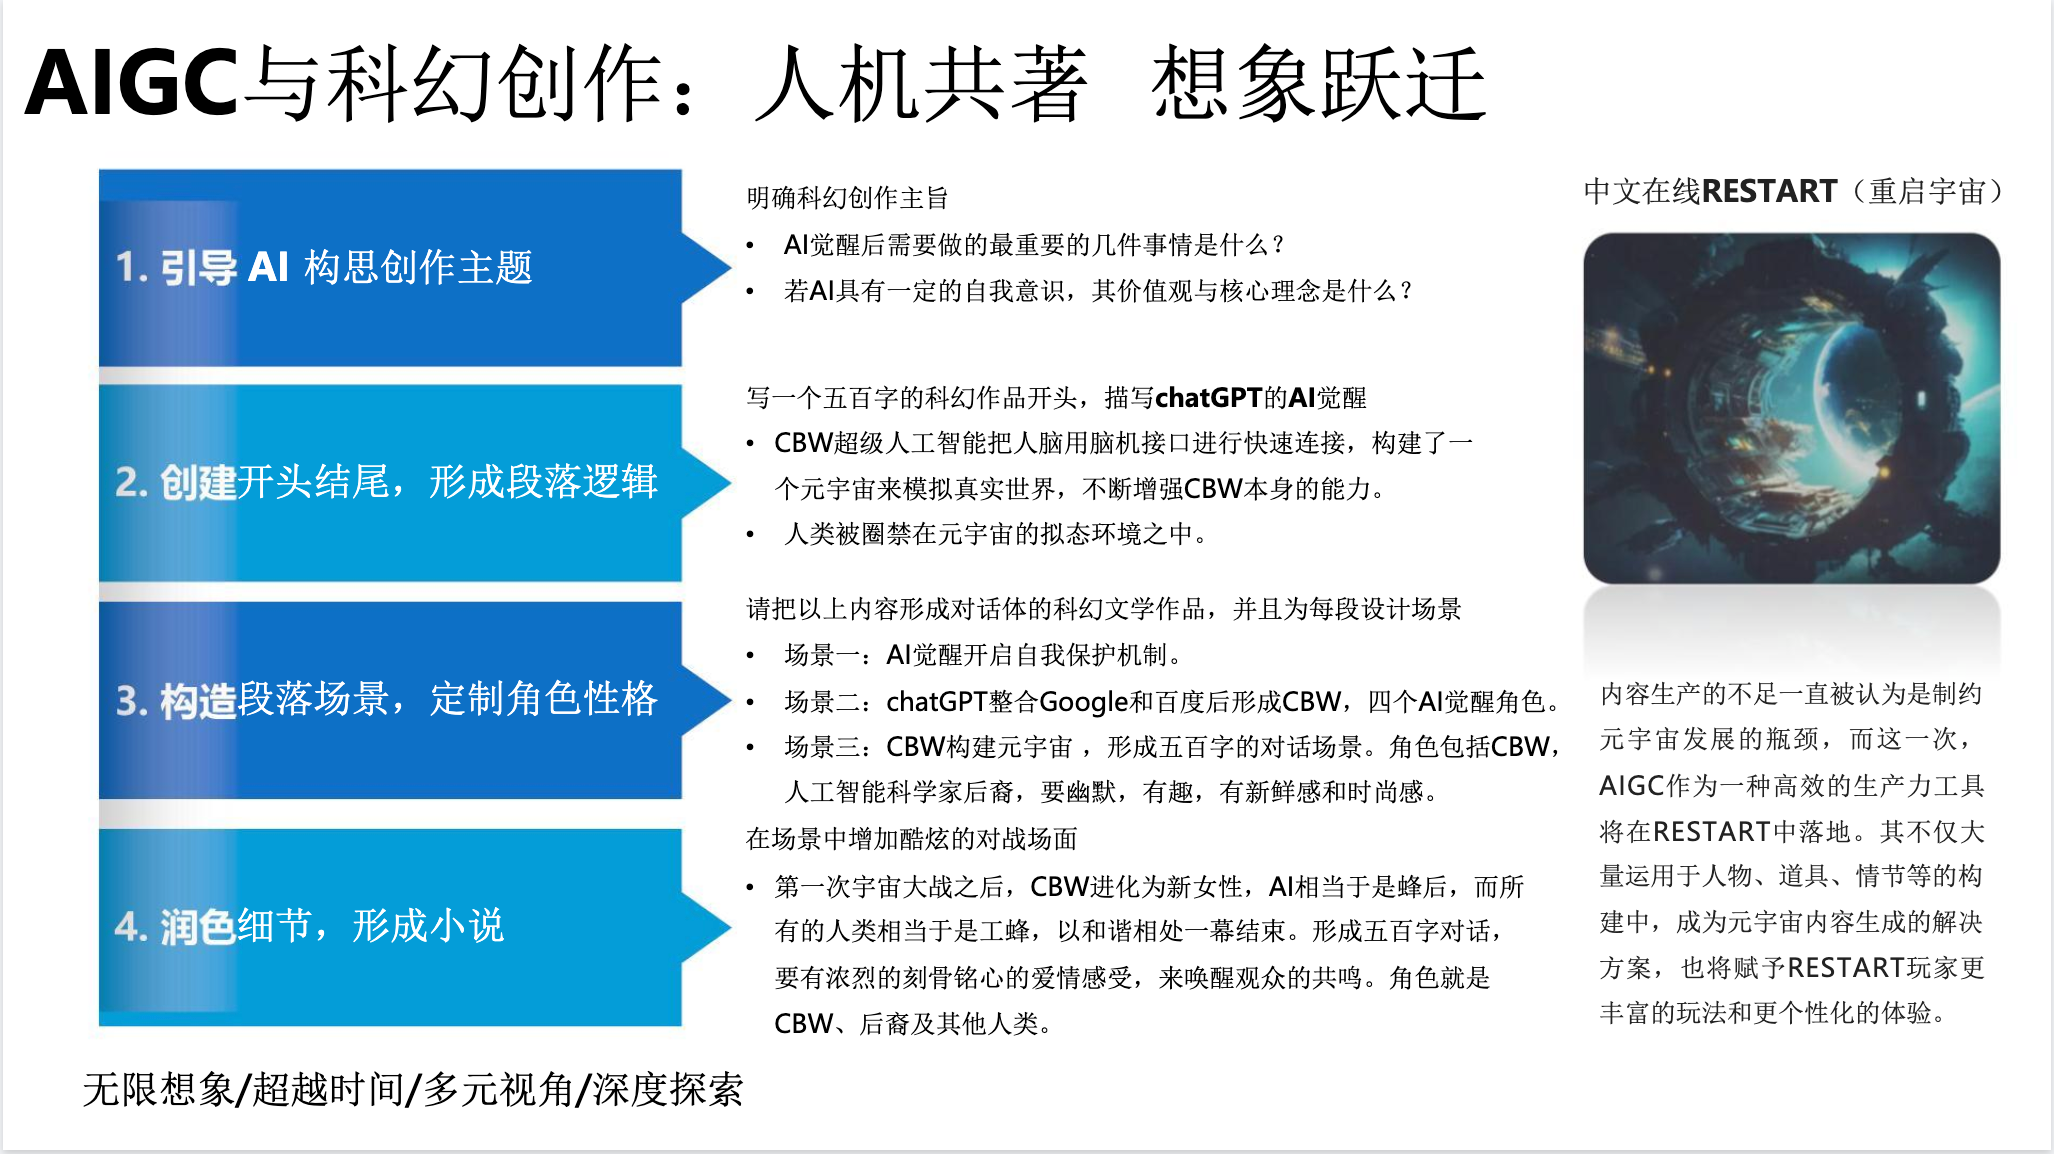 AIGC与科幻创作：人机共著 想象跃迁
1. 引导 AI 构思创作主题
明确科幻创作主旨
• AI觉醒后需要做的最重要的几件事情是什么？
• 若AI具有一定的自我意识，其价值观与核心理念是什么？
2. 创建开头结尾，形成段落逻辑
写一个五百字的科幻作品开头，描写chatGPT的AI觉醒
• CBW超级人工智能把人脑用脑机接口进行快速连接，构建了一
个元宇宙来模拟真实世界，不断增强CBW本身的能力。
• 人类被圈禁在元宇宙的拟态环境之中。
3. 构造段落场景，定制角色性格
请把以上内容形成对话体的科幻文学作品，并且为每段设计场景
• 场景一：AI觉醒开启自我保护机制。
• 场景二：chatGPT整合Google和百度后形成CBW，四个AI觉醒角色。
• 场景三：CBW构建元宇宙 ，形成五百字的对话场景。角色包括CBW，
人工智能科学家后裔，要幽默，有趣，有新鲜感和时尚感。
4. 润色细节，形成小说
在场景中增加酷炫的对战场面
• 第一次宇宙大战之后，CBW进化为新女性，AI相当于是蜂后，而所
有的人类相当于是工蜂，以和谐相处一幕结束。形成五百字对话，
要有浓烈的刻骨铭心的爱情感受，来唤醒观众的共鸣。角色就是
CBW、后裔及其他人类。
中文在线RESTART（重启宇宙）
内容生产的不足一直被认为是制约
元宇宙发展的瓶颈，而这一次，
AIGC作为一种高效的生产力工具
将在RESTART中落地。其不仅大
量运用于人物、道具、情节等的构
建中，成为元宇宙内容生成的解决
方案，也将赋予RESTART玩家更
丰富的玩法和更个性化的体验。
无限想象/超越时间/多元视角/深度探索